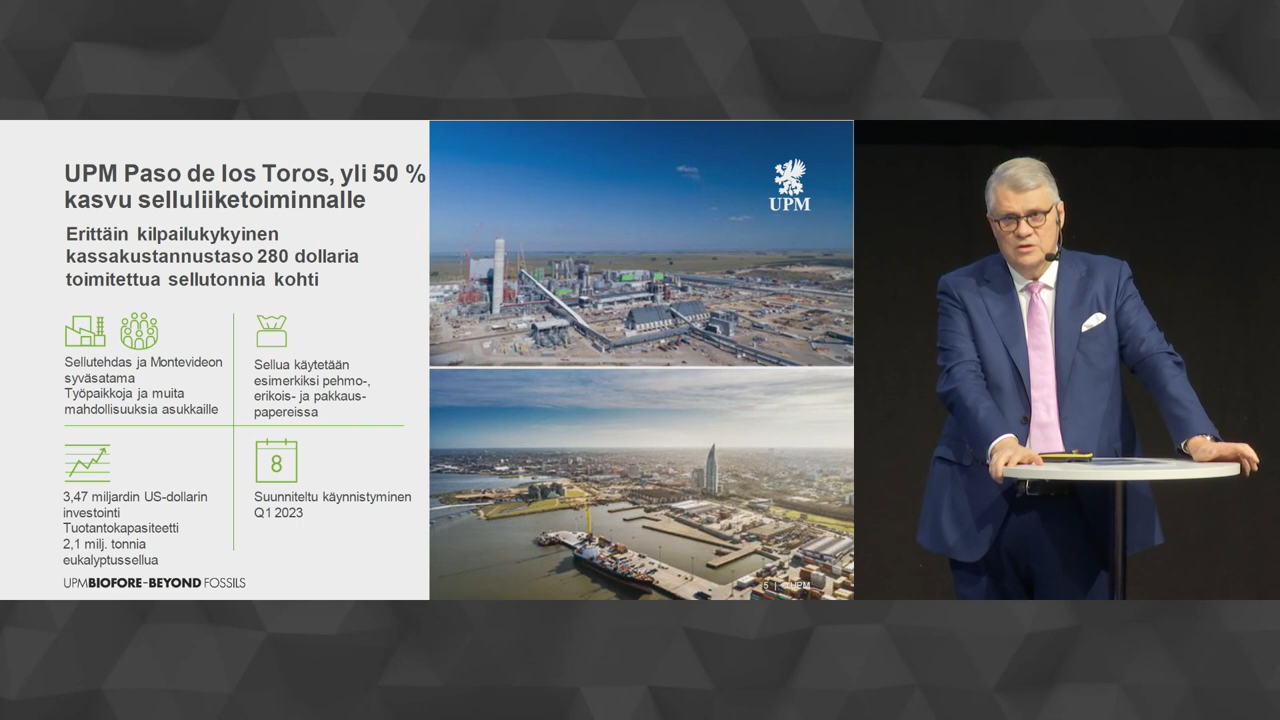 UPM Paso de los Toros, yli 50 %
kasvu selluliiketoiminnalle
Erittäin kilpailukykyinen
kassakustannustaso 280 dollaria
toimitettua sellutonnia kohti
Sellutehdas ja Montevideon
syväsatama
Työpaikkoja ja muita
mahdollisuuksia asukkaille
Sellua käytetään
esimerkiksi pehmo-,
erikois- ja pakkaus-
papereissa
3,47 miljardin US-dollarin
investointi
Tuotantokapasiteetti
2,1 milj. tonnia
eukalyptussellua
8
Suunniteltu käynnistyminen
Q1 2023
UPM BIOFORE–BEYOND FOSSILS
UPM
5 | © UPM